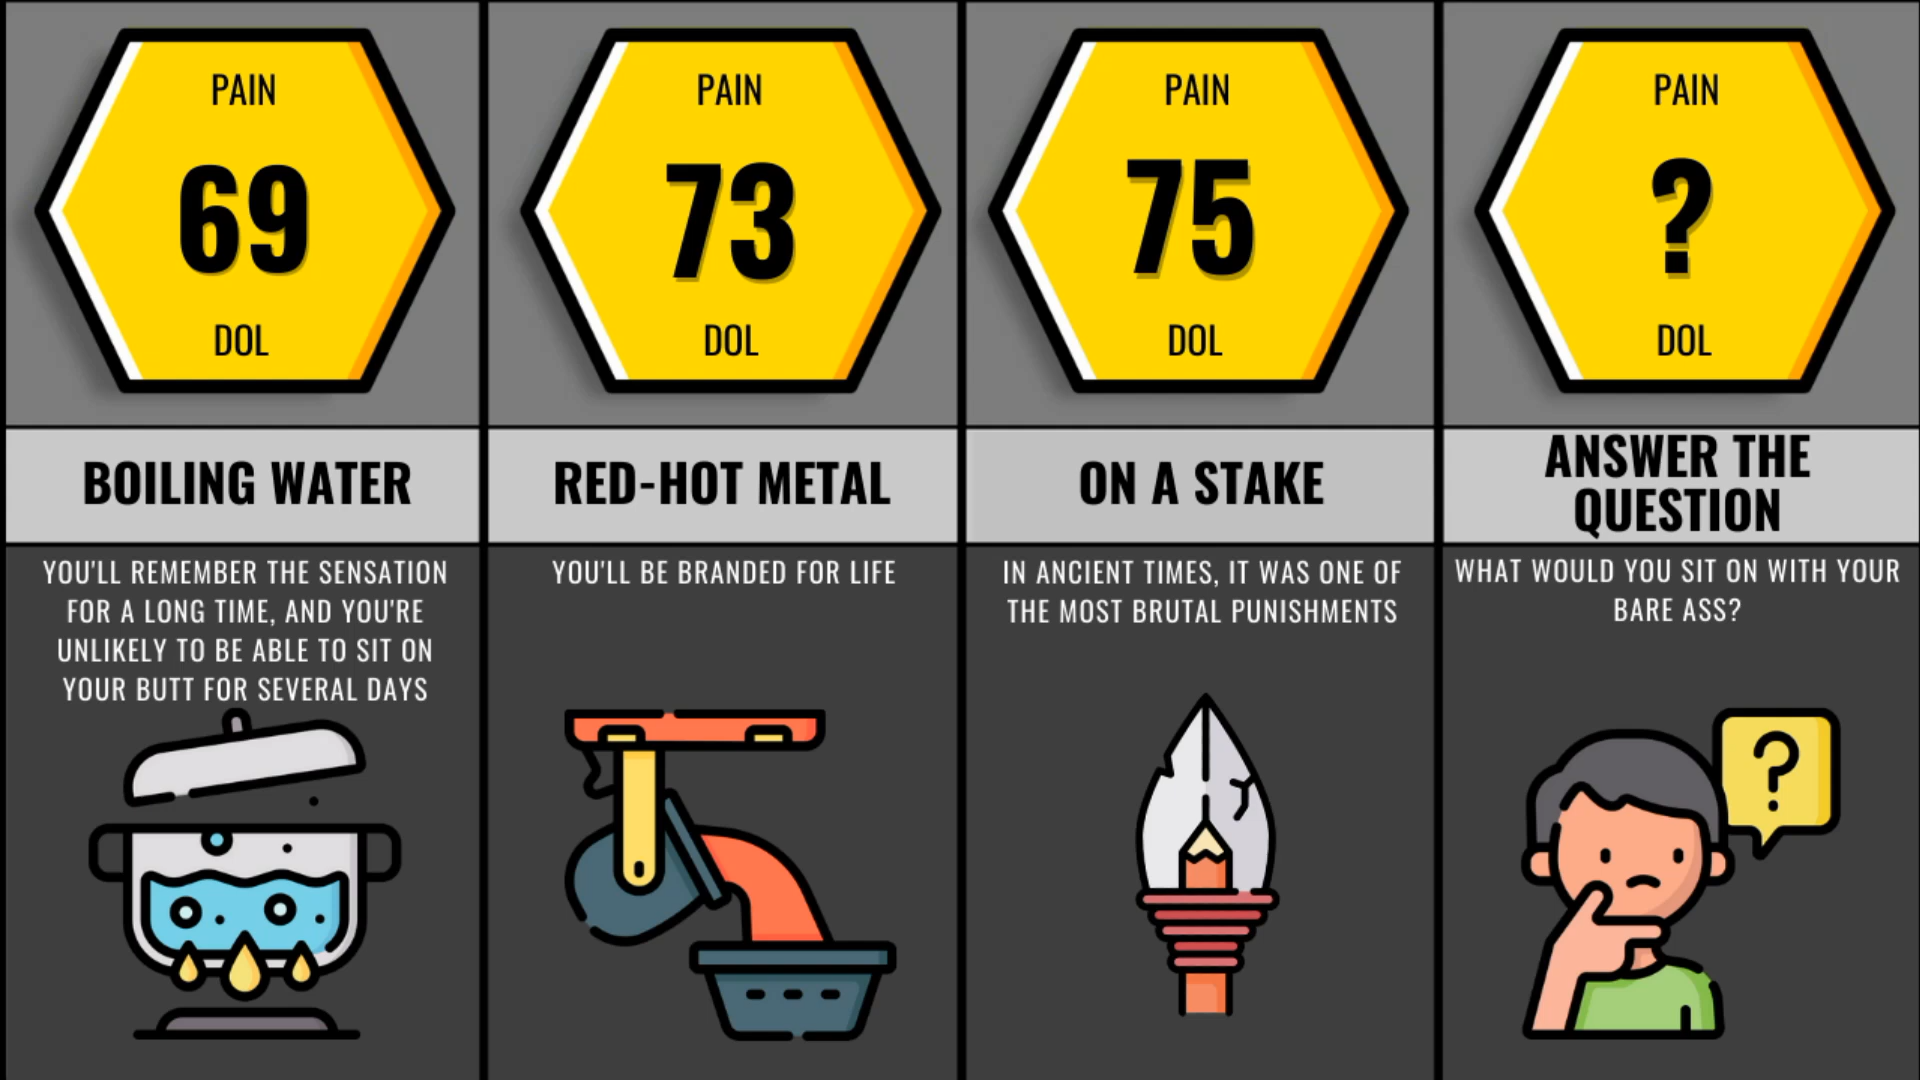 PAIN
69
DOL
BOILING WATER
YOU'LL REMEMBER THE SENSATION
FOR A LONG TIME, AND YOU'RE
UNLIKELY TO BE ABLE TO SIT ON
YOUR BUTT FOR SEVERAL DAYS
PAIN
73
DOL
RED-HOT METAL
YOU'LL BE BRANDED FOR LIFE
PAIN
75
DOL
ON A STAKE
IN ANCIENT TIMES, IT WAS ONE OF
THE MOST BRUTAL PUNISHMENTS
PAIN
?
DOL
ANSWER THE
QUESTION
WHAT WOULD YOU SIT ON WITH YOUR
BARE ASS?
?